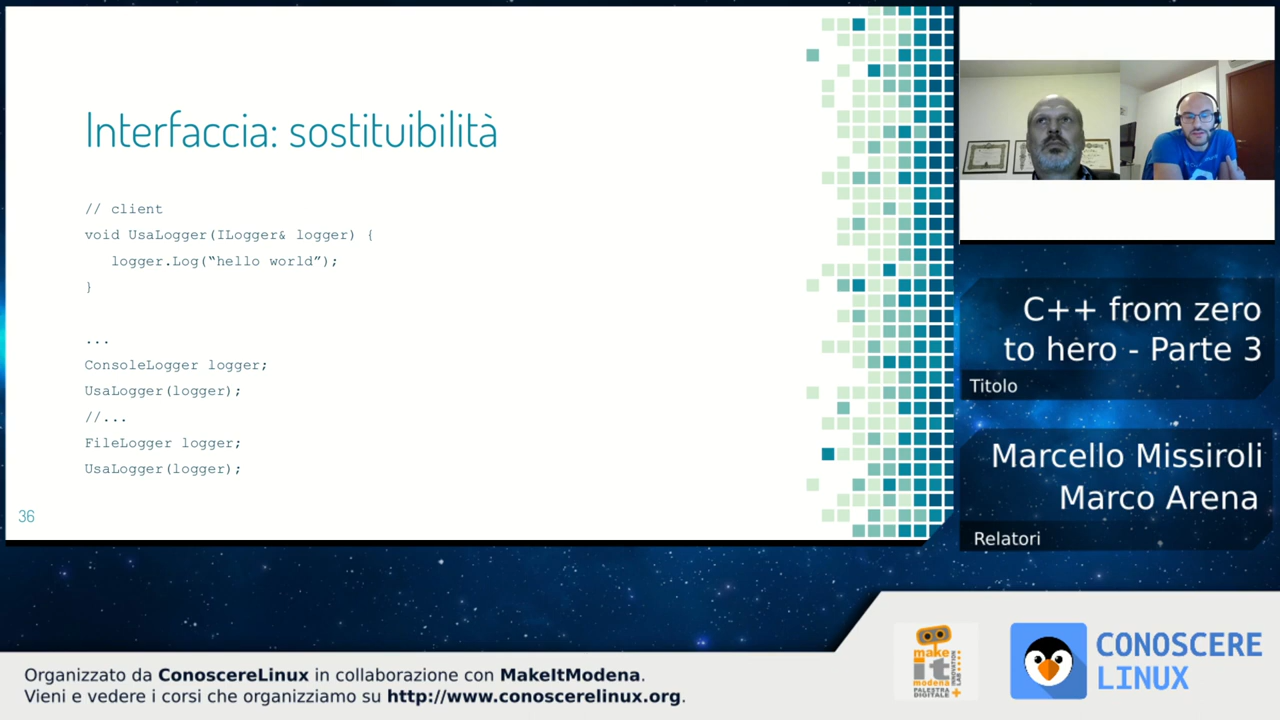 Interfaccia: sostituibilità
// client
void UsaLogger(ILogger& logger) {
logger.Log(“hello world”);
}
...
ConsoleLogger logger;
UsaLogger(logger);
//...
FileLogger logger;
UsaLogger(logger);
36
C++ from zero
to hero - Parte 3
Titolo
Marcello Missiroli
Marco Arena
Relatori
make
it
modena
PALESTRA
DIGITALE
CONOSCERE
LINUX
Organizzato da ConoscereLinux in collaborazione con MakeItModena.
Vieni e vedere i corsi che organizziamo su http://www.conoscerelinux.org.